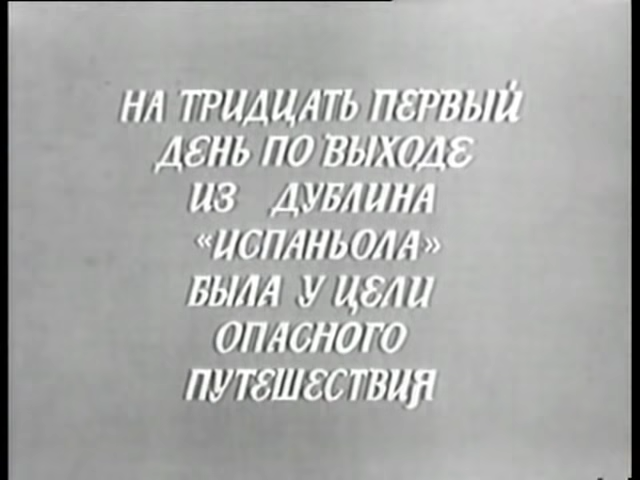 НА ТРИДЦАТЬ ПЕРВЫЙ
ДЕНЬ ПО ВЫХОДЕ
ИЗ ДУБЛИНА
«ИСПАНЬОЛА»
БЫЛА У ЦЕЛИ
ОПАСНОГО
ПУТЕШЕСТВИЯ